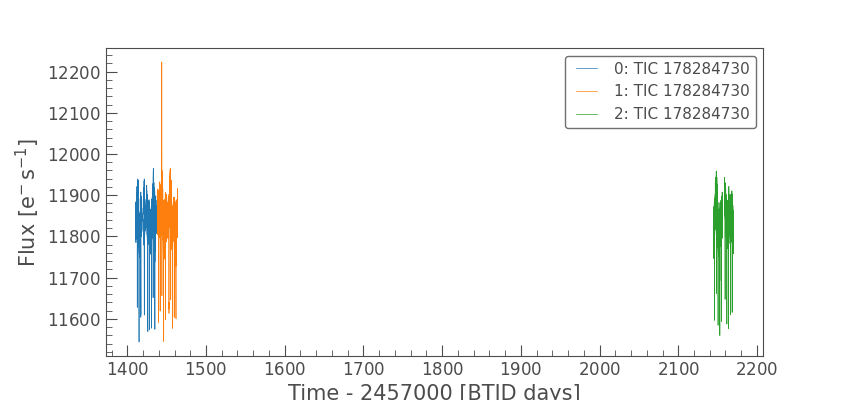 12200
12100
12000
11900
11800
11700
11600
Flux [e⁻ s⁻¹]
0: TIC 178284730
1: TIC 178284730
2: TIC 178284730
1400 1500 1600 1700 1800 1900 2000 2100 2200
Time - 2457000 [BTJD days]